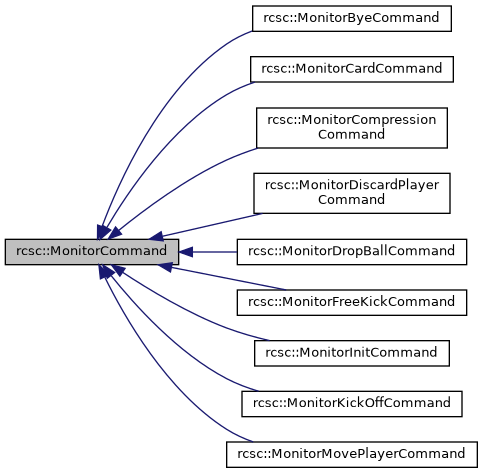 rcsc::MonitorByeCommand
rcsc::MonitorCardCommand
rcsc::MonitorCompression
Command
rcsc::MonitorDiscardPlayer
Command
rcsc::MonitorCommand
rcsc::MonitorDropBallCommand
rcsc::MonitorFreeKickCommand
rcsc::MonitorInitCommand
rcsc::MonitorKickOffCommand
rcsc::MonitorMovePlayerCommand